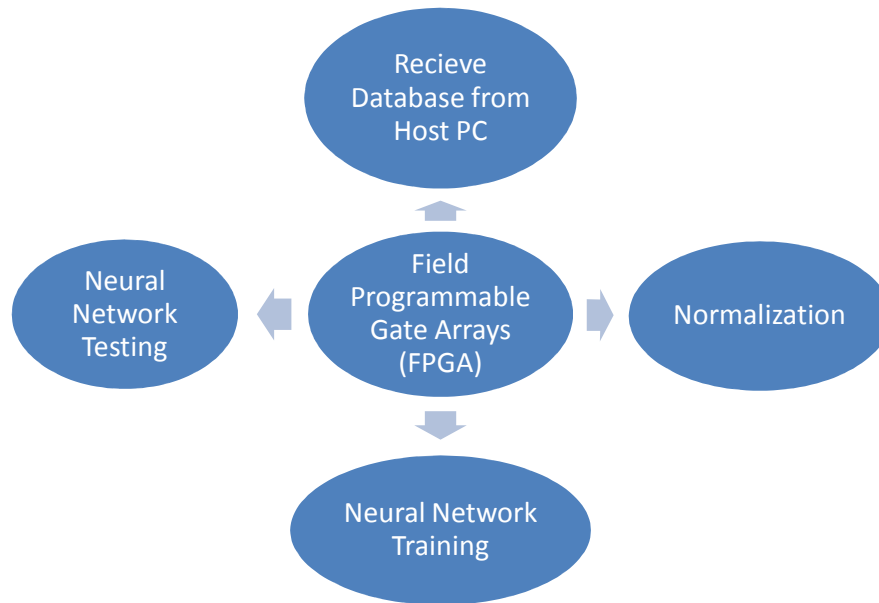 Recieve
Database from
Host PC
Neural
Network
Testing
Field
Programmable
Gate Arrays
(FPGA)
Normalization
Neural Network
Training